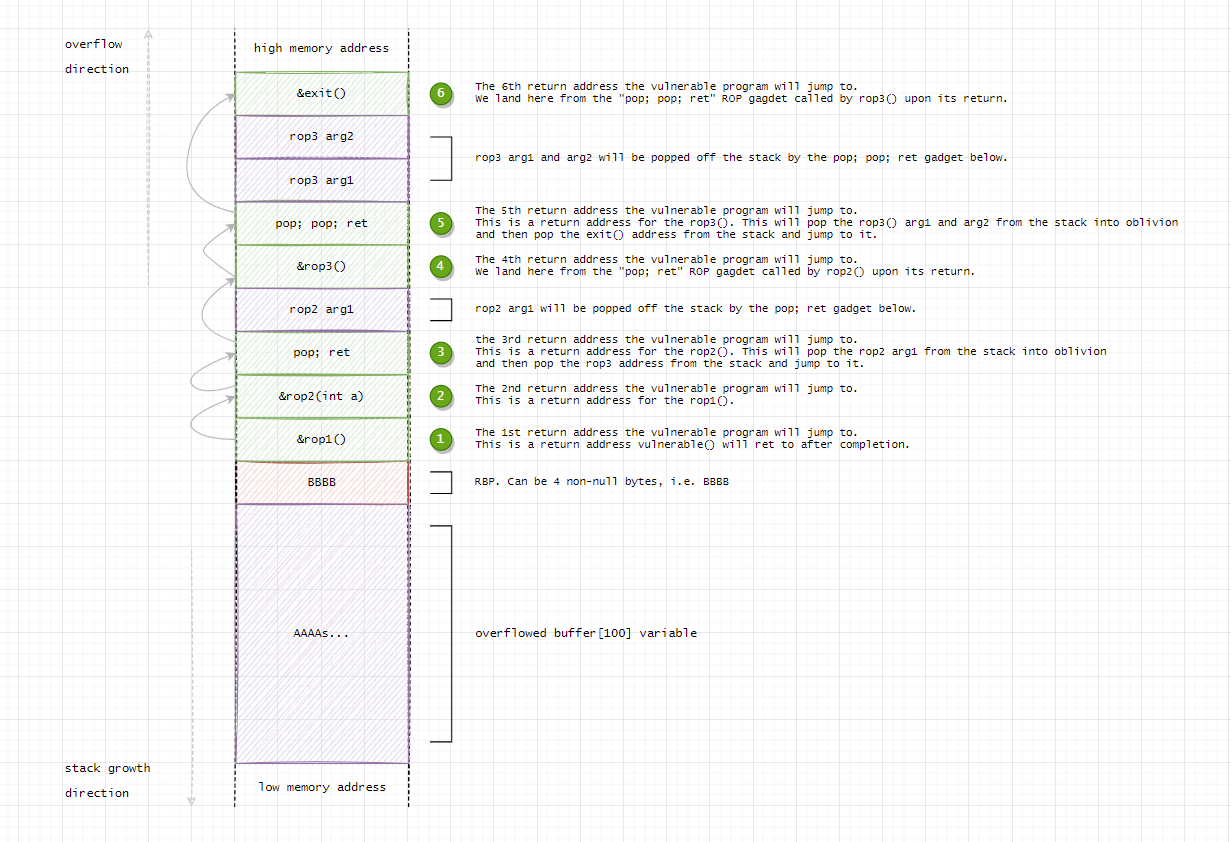 overflow
direction
high memory address
&exit()
6
The 6th return address the vulnerable program will jump to.
We land here from the "pop; pop; ret" ROP gagdet called by rop3() upon its return.
rop3 arg2
rop3 arg1
rop3 arg1 and arg2 will be popped off the stack by the pop; pop; ret gadget below.
pop; pop; ret
5
The 5th return address the vulnerable program will jump to.
This is a return address for the rop3(). This will pop the rop3() arg1 and arg2 from the stack into oblivion
and then pop the exit() address from the stack and jump to it.
&rop3()
4
The 4th return address the vulnerable program will jump to.
We land here from the "pop; ret" ROP gagdet called by rop2() upon its return.
rop2 arg1
rop2 arg1 will be popped off the stack by the pop; ret gadget below.
pop; ret
3
the 3rd return address the vulnerable program will jump to.
This is a return address for the rop2(). This will pop the rop2 arg1 from the stack into oblivion
and then pop the rop3 address from the stack and jump to it.
&rop2(int a)
2
The 2nd return address the vulnerable program will jump to.
This is a return address for the rop1().
&rop1()
1
The 1st return address the vulnerable program will jump to.
This is a return address vulnerable() will ret to after completion.
BBBB
RBP. Can be 4 non-null bytes, i.e. BBBB
AAAAs...
overflowed buffer[100] variable
stack growth
direction
low memory address